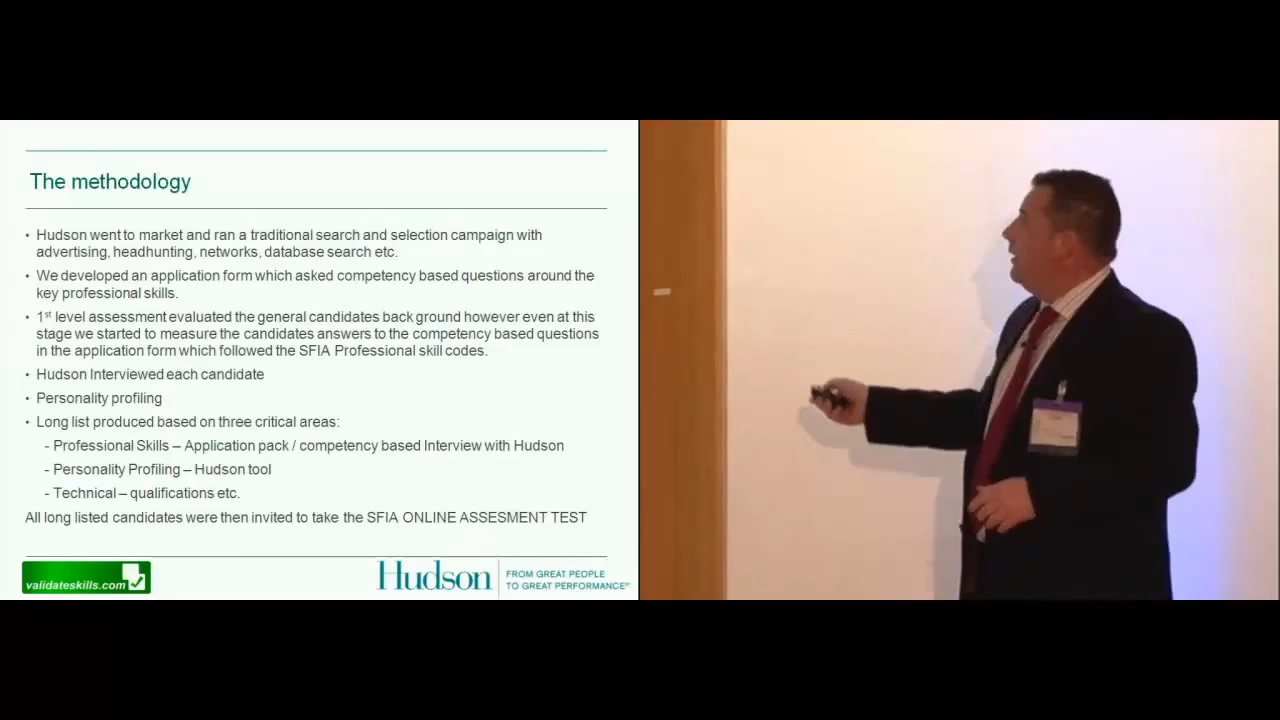 The methodology
• Hudson went to market and ran a traditional search and selection campaign with
advertising, headhunting, networks, database search etc.
• We developed an application form which asked competency based questions around the
key professional skills.
• 1st level assessment evaluated the general candidates back ground however even at this
stage we started to measure the candidates answers to the competency based questions
in the application form which followed the SFIA Professional skill codes.
• Hudson Interviewed each candidate
• Personality profiling
• Long list produced based on three critical areas:
- Professional Skills – Application pack / competency based Interview with Hudson
- Personality Profiling – Hudson tool
- Technical – qualifications etc.
All long listed candidates were then invited to take the SFIA ONLINE ASSESMENT TEST
validateskills.com
Hudson
FROM GREAT PEOPLE
TO GREAT PERFORMANCE